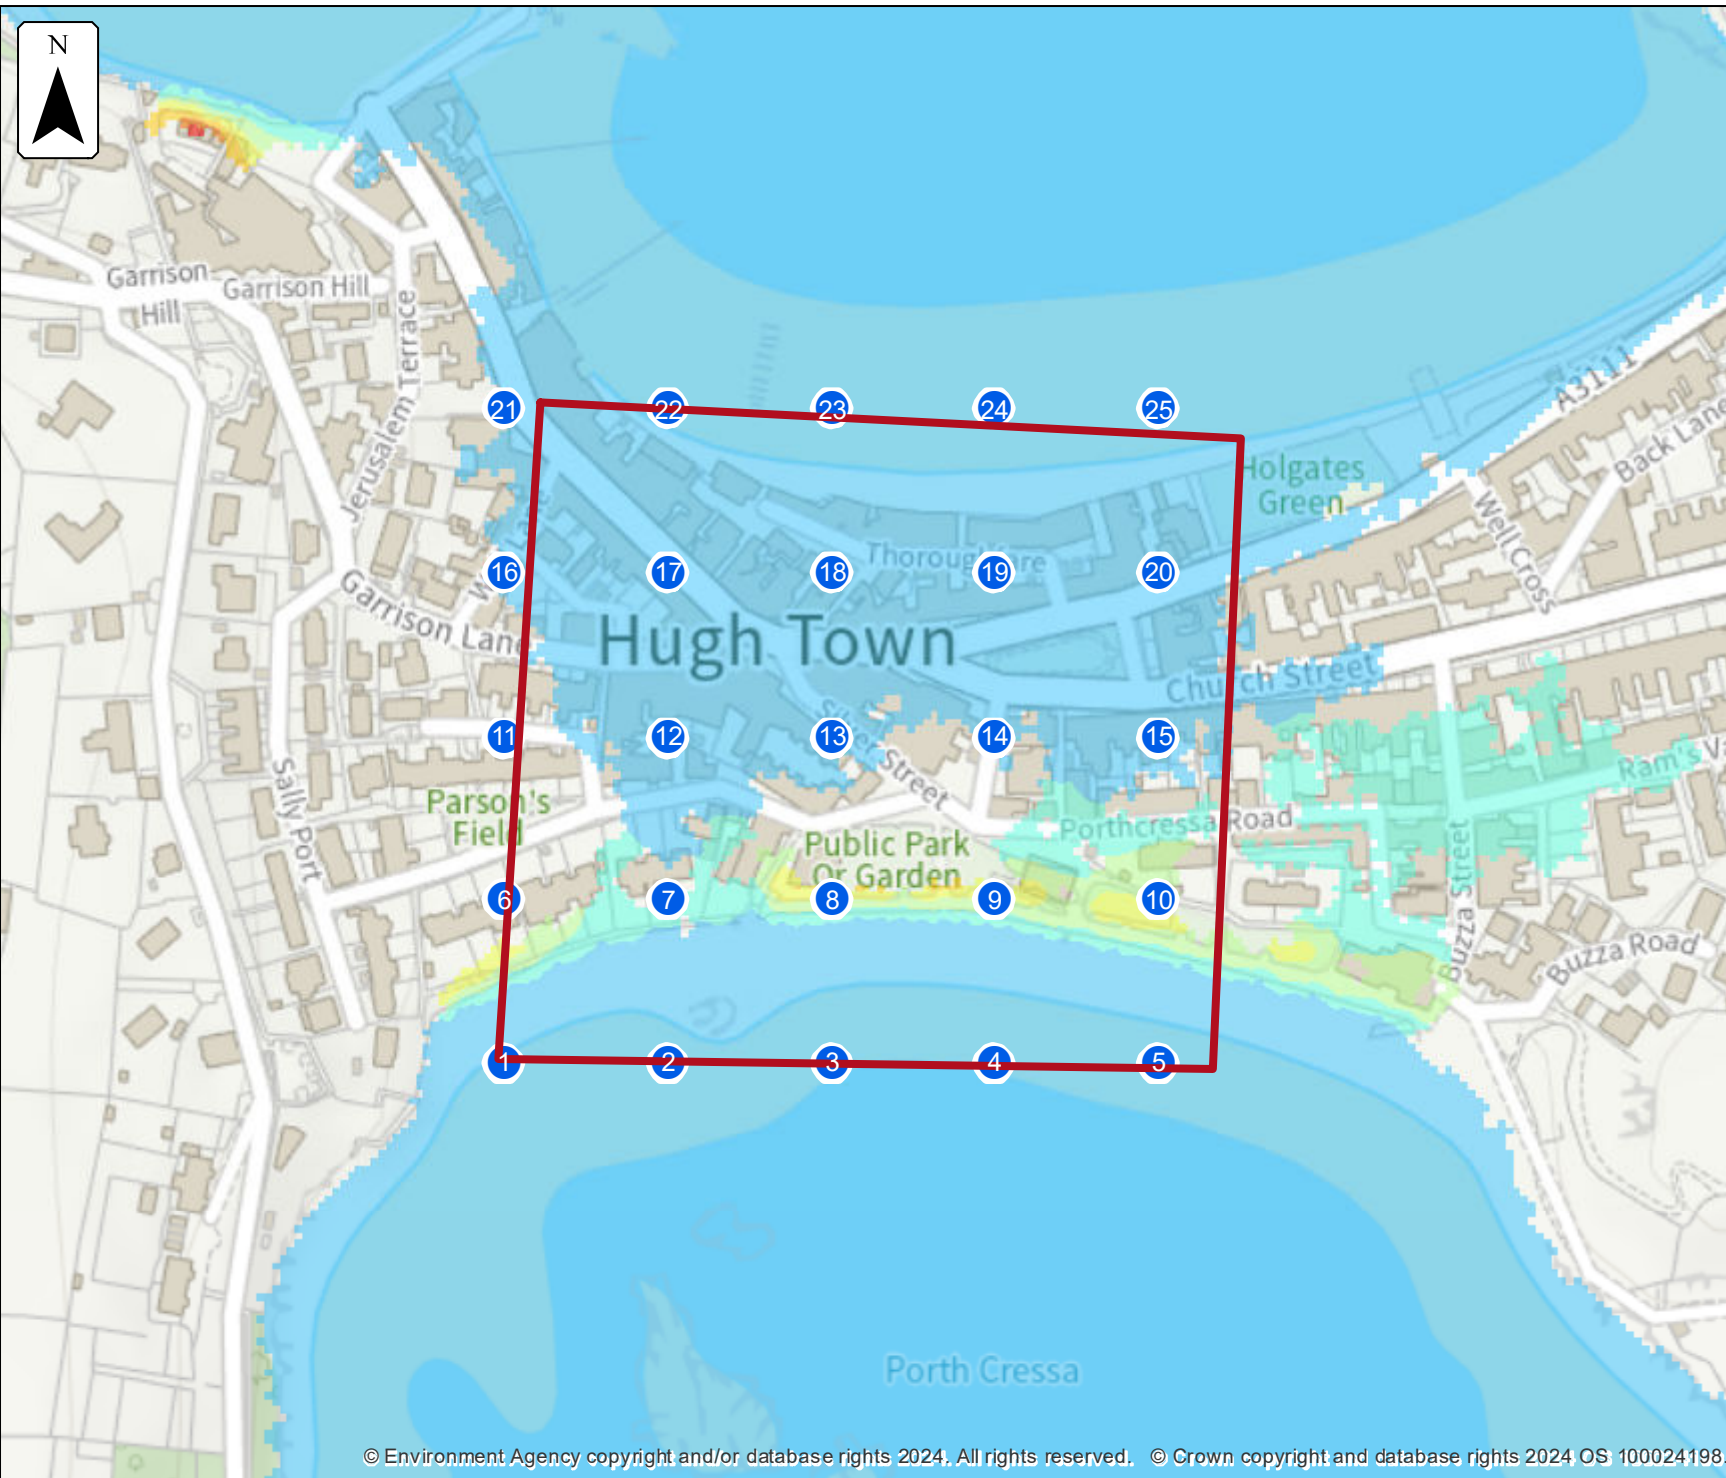 N
Garrison
Hill
Garrison Hill
Jerusalem Terrace
A3111
Back Lane
Holgates
Green
Well Cross
21
22
23
24
25
Thoroughfare
16
17
18
19
20
Garrison Lane
Hugh Town
Church Street
Silver Street
11
12
13
14
15
Ram's Va
Sally Port
Parson's
Field
Porthcressa Road
Public Park
Or Garden
Buzza Street
6
7
8
9
10
Buzza Road
1
2
3
4
5
Porth Cressa
© Environment Agency copyright and/or database rights 2024. All rights reserved. © Crown copyright and database rights 2024 OS 100024198